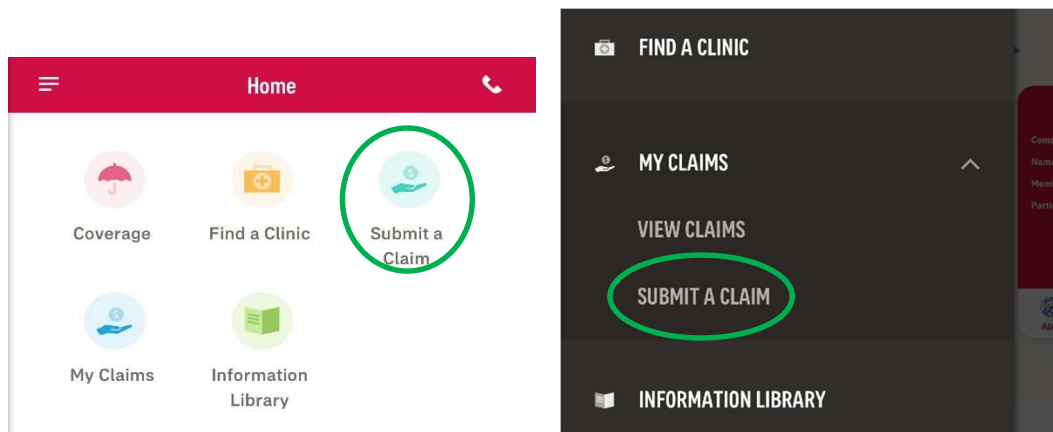 Home
Coverage
Find a Clinic
Submit a
Claim
My Claims
Information
Library
FIND A CLINIC
MY CLAIMS
VIEW CLAIMS
SUBMIT A CLAIM
INFORMATION LIBRARY